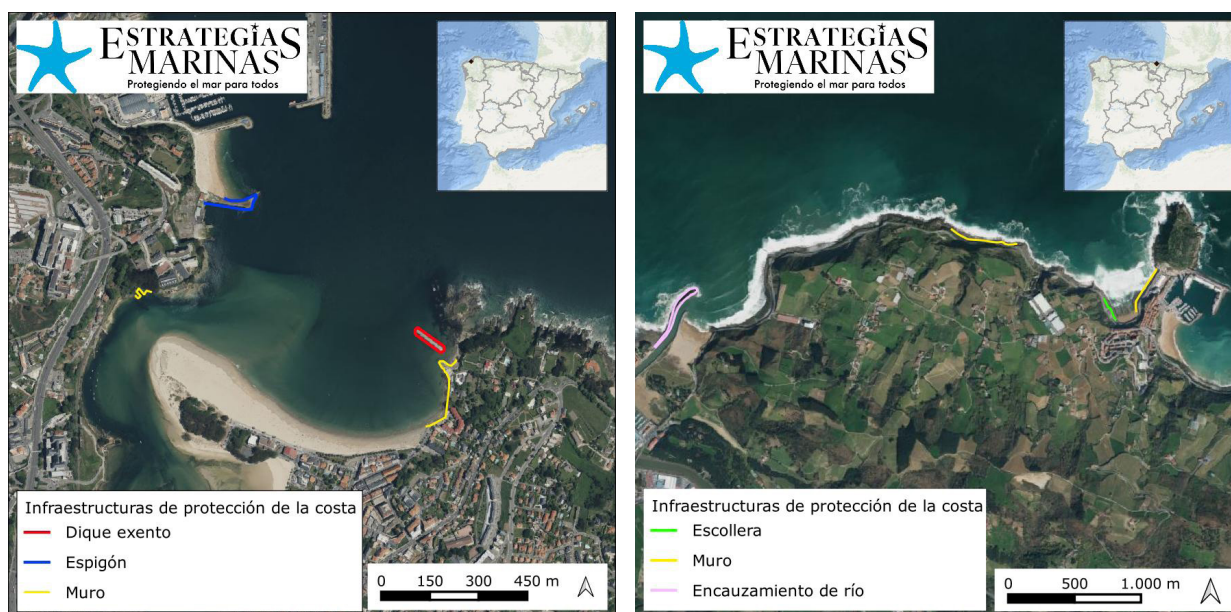 ESTRATEGIAS
MARINAS
Protegiendo el mar para todos
Infraestructuras de protección de la costa
Dique exento
Espigón
Muro
0 150 300 450 m
ESTRATEGIAS
MARINAS
Protegiendo el mar para todos
Infraestructuras de protección de la costa
Escollera
Muro
Encauzamiento de río
0 500 1.000 m